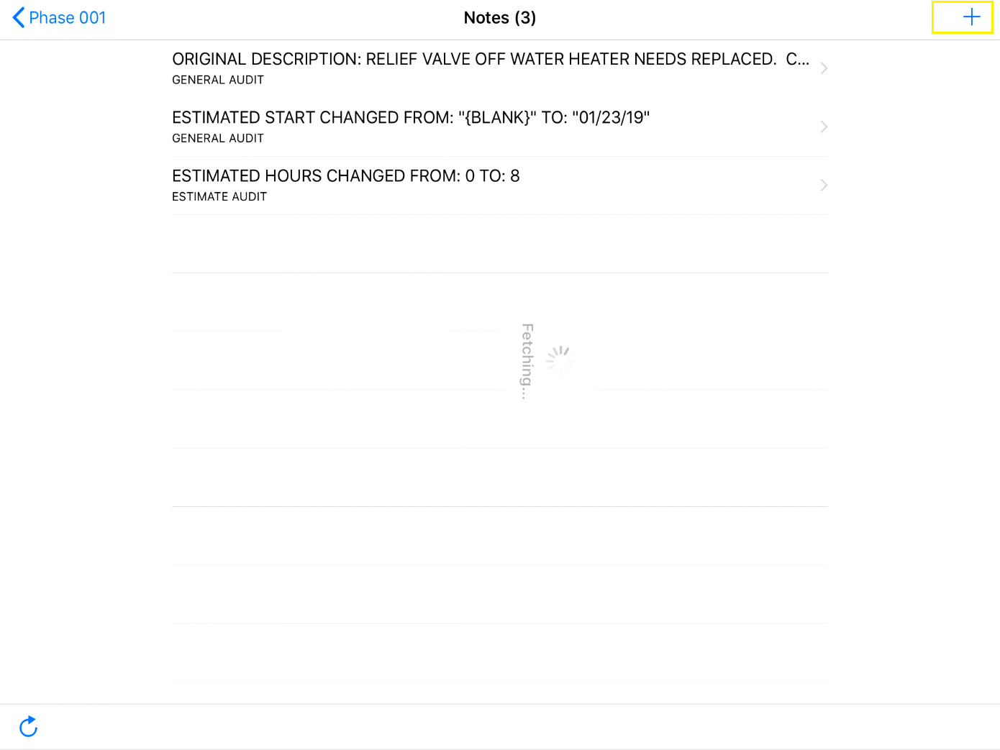 Phase 001
Notes (3)
ORIGINAL DESCRIPTION: RELIEF VALVE OFF WATER HEATER NEEDS REPLACED.  C...
GENERAL AUDIT
ESTIMATED START CHANGED FROM: "{BLANK}" TO: "01/23/19"
GENERAL AUDIT
ESTIMATED HOURS CHANGED FROM: 0 TO: 8
ESTIMATE AUDIT
Fetching...